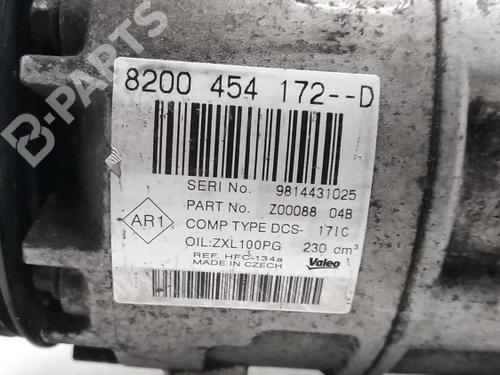 8200 454 172--D
SERI No. 9814431025
PART No. Z00088 04B
AR1
COMP TYPE DCS- 171C
OIL:ZXL100PG 230 cm³
REF. HFC-134a
MADE IN CZECH
Valeo
B-PARTS